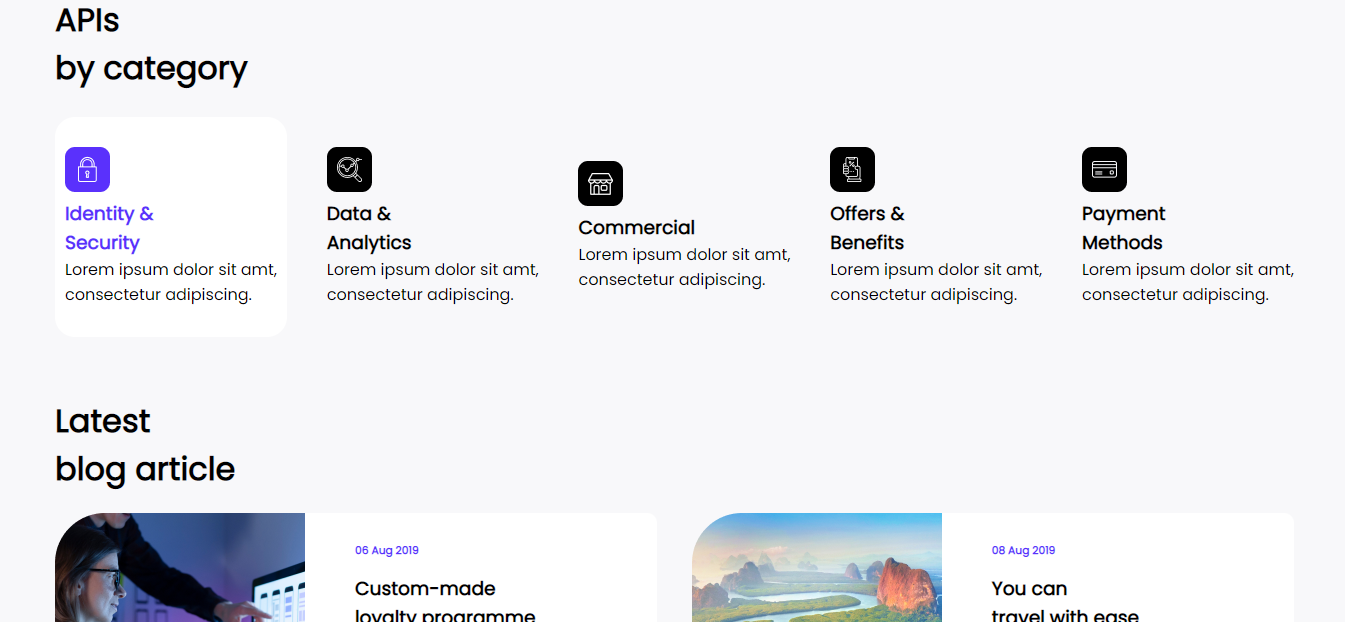 APIs
by category
Identity &
Security
Lorem ipsum dolor sit amt,
consectetur adipiscing.
Data &
Analytics
Lorem ipsum dolor sit amt,
consectetur adipiscing.
Commercial
Lorem ipsum dolor sit amt,
consectetur adipiscing.
Offers &
Benefits
Lorem ipsum dolor sit amt,
consectetur adipiscing.
Payment
Methods
Lorem ipsum dolor sit amt,
consectetur adipiscing.
Latest
blog article
06 Aug 2019
Custom-made
loyalty programme
08 Aug 2019
You can
travel with ease